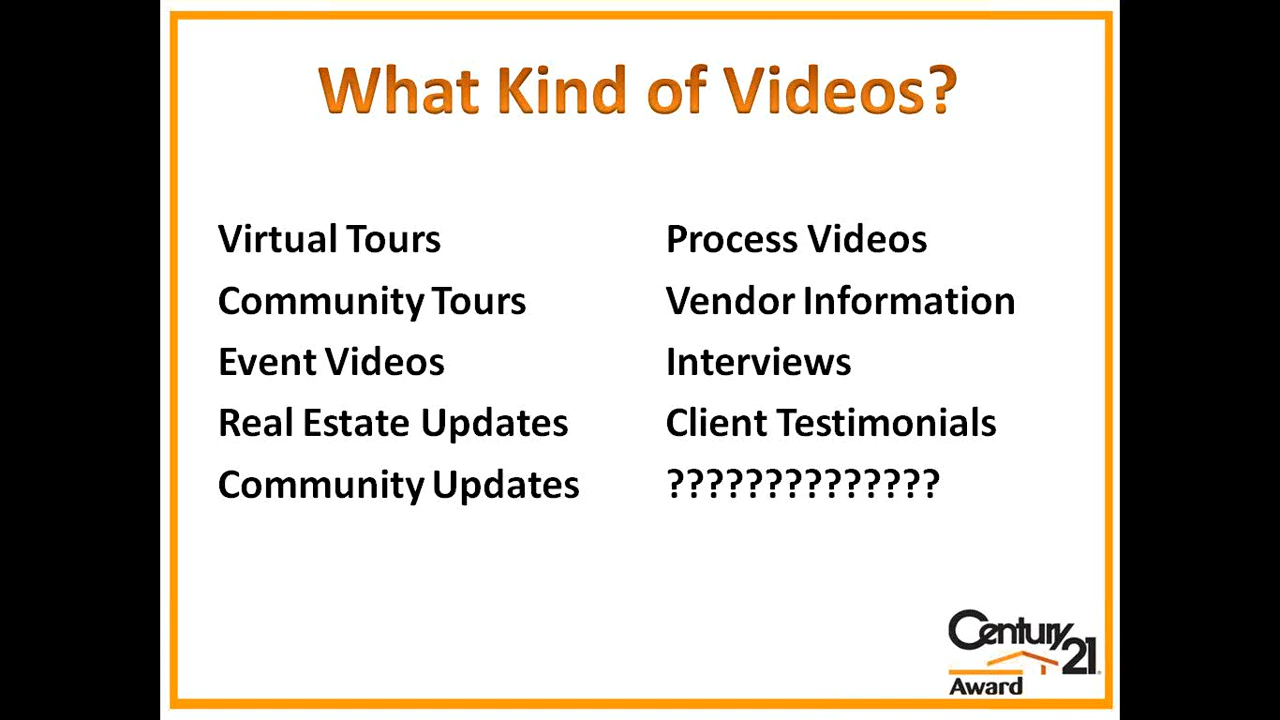 What Kind of Videos?
Virtual Tours
Community Tours
Event Videos
Real Estate Updates
Community Updates
Process Videos
Vendor Information
Interviews
Client Testimonials
??????????????
Century 21
Award